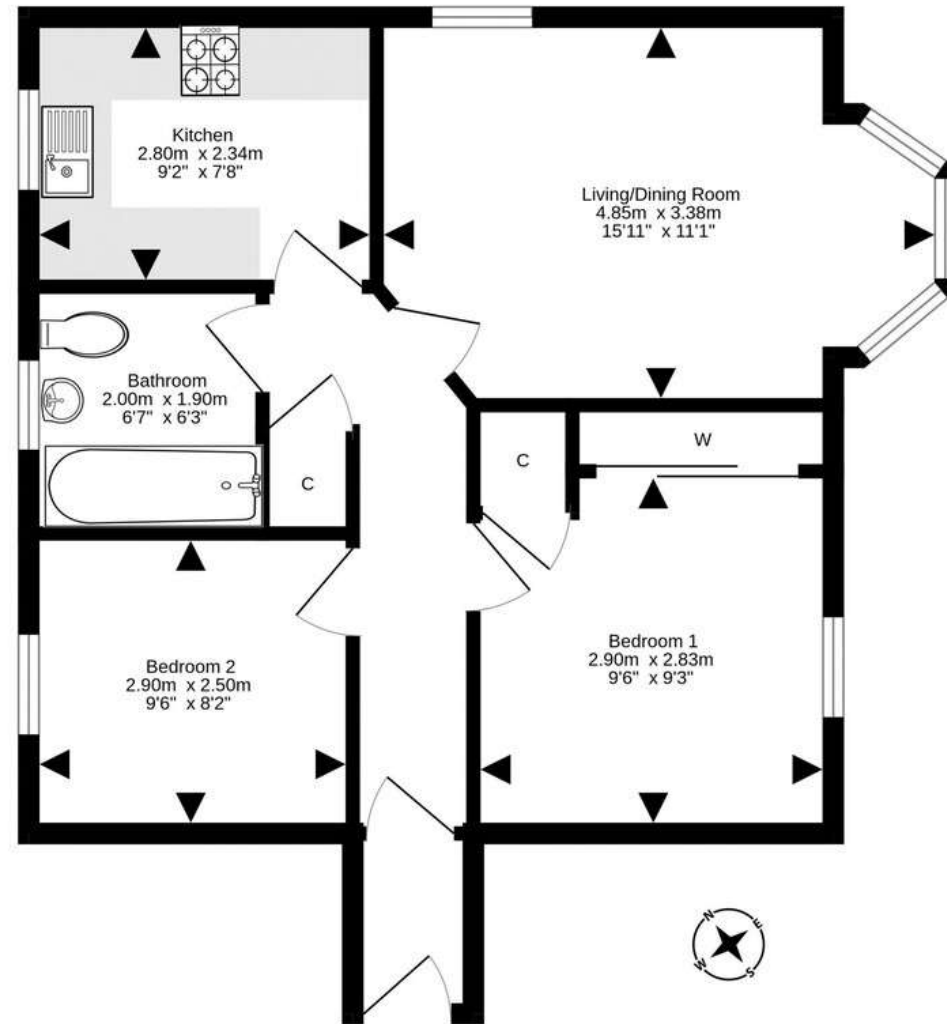 Kitchen
2.80m x 2.34m
9'2" x 7'8"
Living/Dining Room
4.85m x 3.38m
15'11" x 11'1"
Bathroom
2.00m x 1.90m
6'7" x 6'3"
C
C
W
Bedroom 2
2.90m x 2.50m
9'6" x 8'2"
Bedroom 1
2.90m x 2.83m
9'6" x 9'3"
N
E
W
S